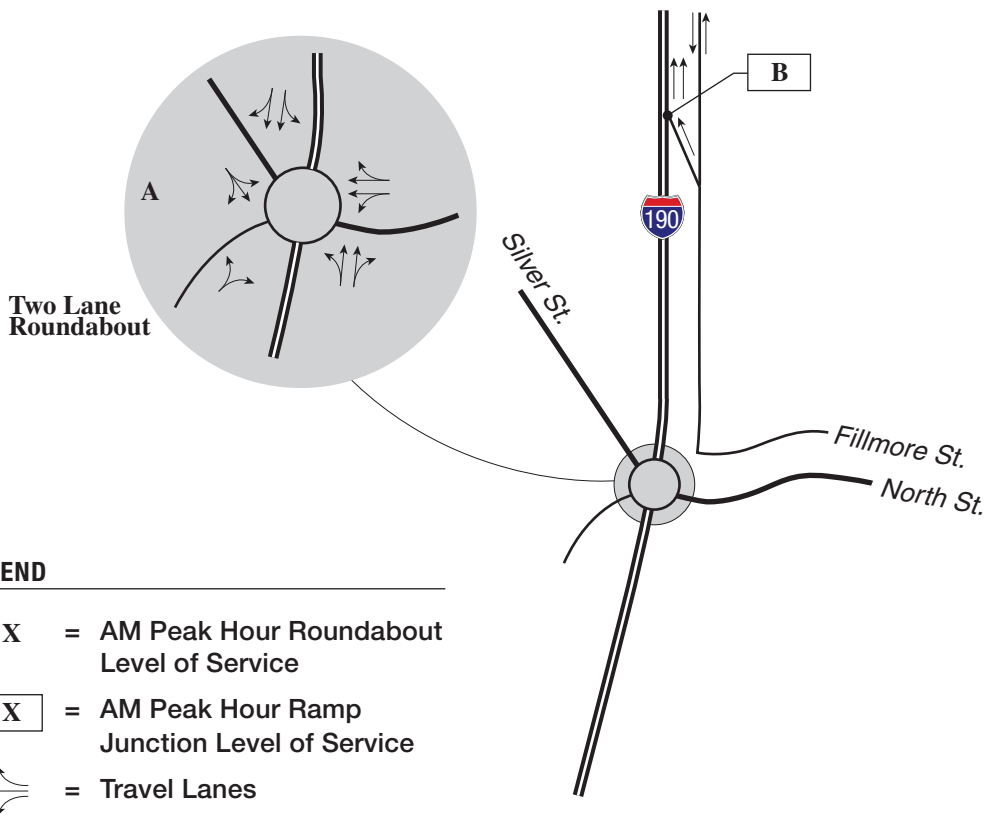 B
A
190
Silver St.
Two Lane
Roundabout
Fillmore St.
North St.
END
X = AM Peak Hour Roundabout
Level of Service
X = AM Peak Hour Ramp
Junction Level of Service
= Travel Lanes